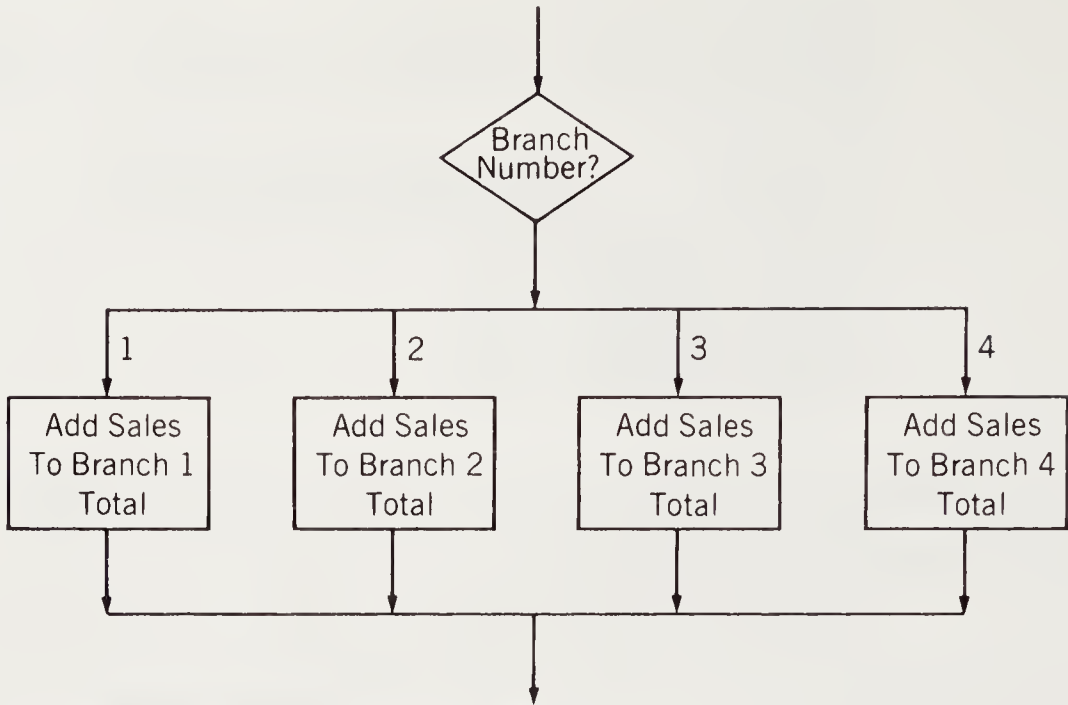 Branch
Number?
1
2
3
4
Add Sales
To Branch 1
Total
Add Sales
To Branch 2
Total
Add Sales
To Branch 3
Total
Add Sales
To Branch 4
Total